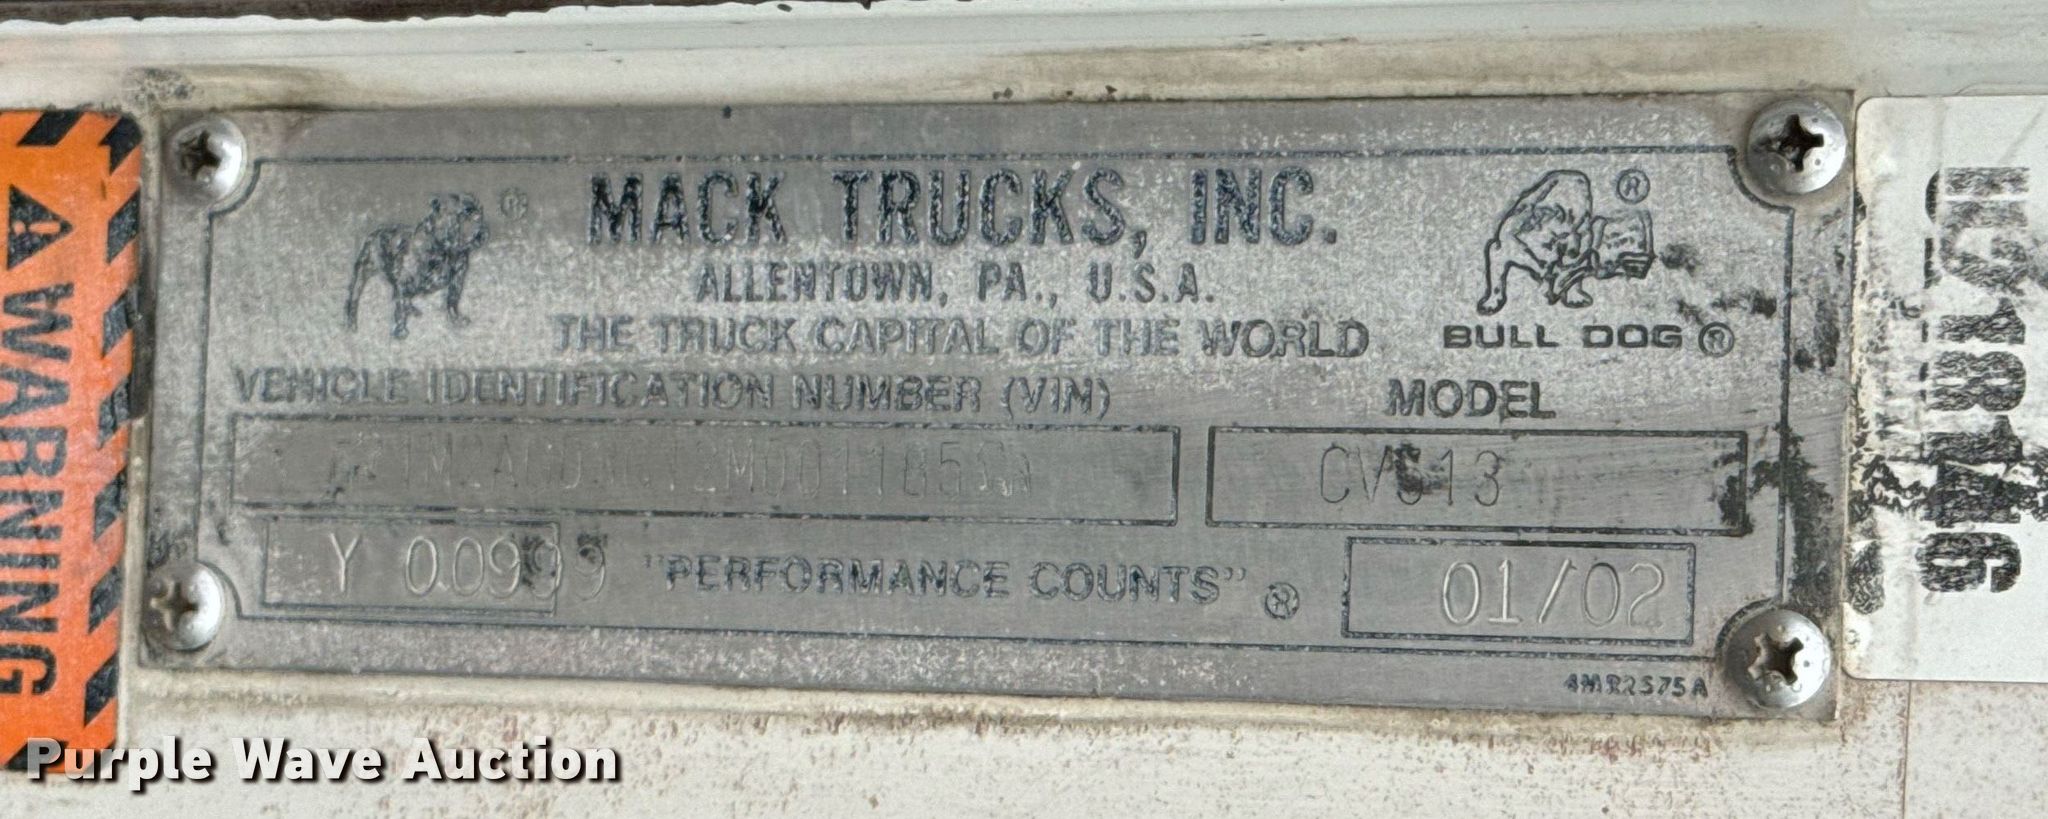 MACK TRUCKS, INC.
ALLENTOWN, PA., U.S.A.
THE TRUCK CAPITAL OF THE WORLD
BULL DOG ®
VEHICLE IDENTIFICATION NUMBER (VIN)
MODEL
CV513
Y 00999
"PERFORMANCE COUNTS" ®
01/02
4MR2575A
WARNING
Purple Wave Auction